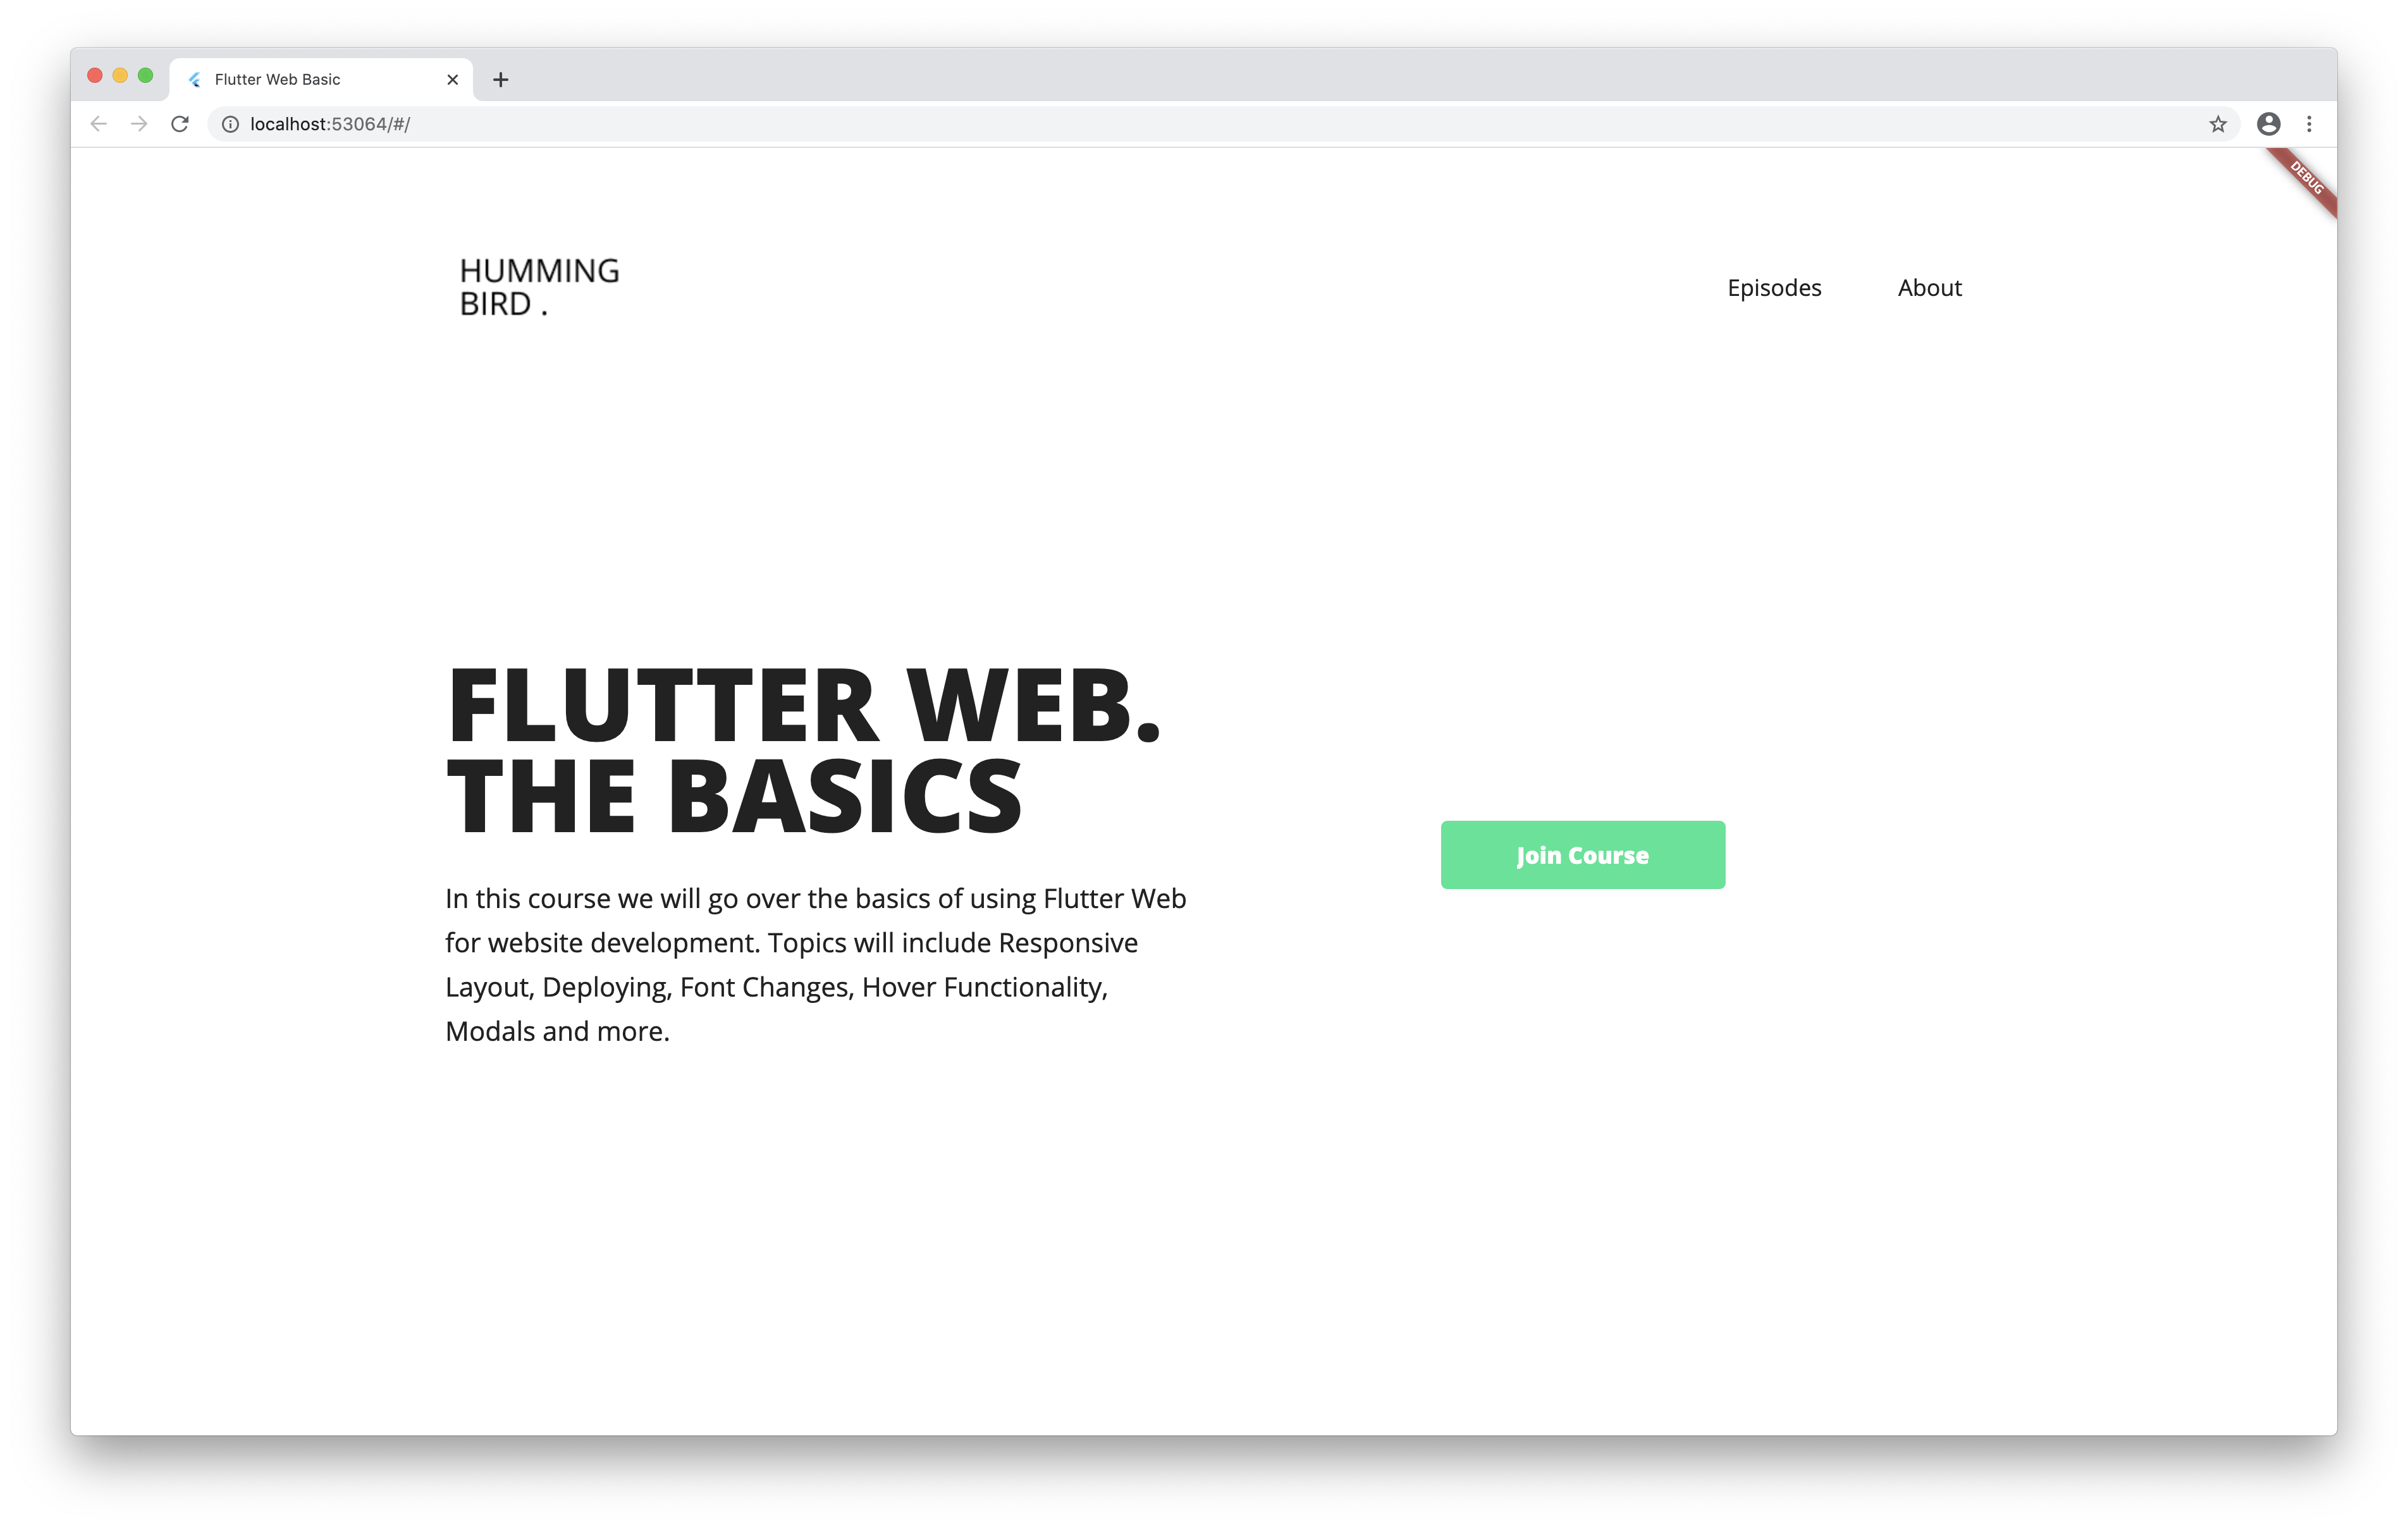 Flutter Web Basic
localhost:53064/#/
DEBUG
HUMMING
BIRD .
Episodes
About
FLUTTER WEB.
THE BASICS
In this course we will go over the basics of using Flutter Web
for website development. Topics will include Responsive
Layout, Deploying, Font Changes, Hover Functionality,
Modals and more.
Join Course